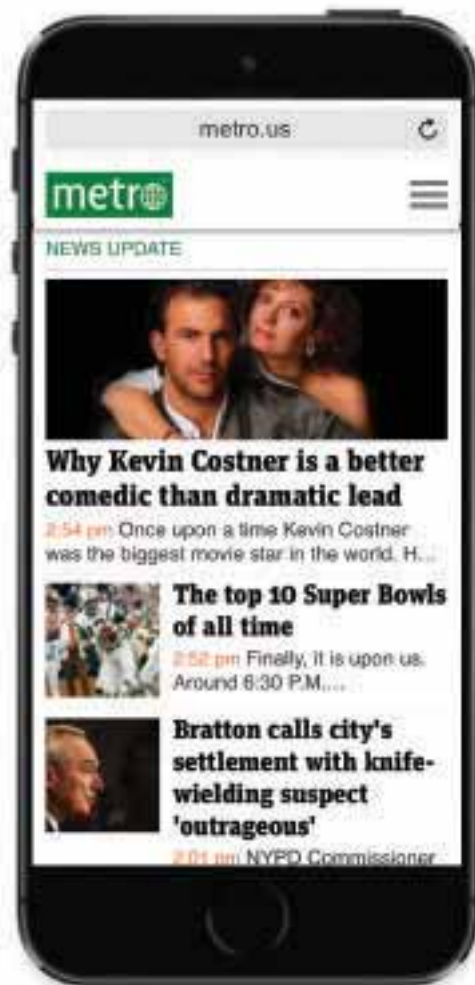 metro.us
metro
NEWS UPDATE
Why Kevin Costner is a better
comedic than dramatic lead
2:54 pm Once upon a time Kevin Costner
was the biggest movie star in the world. H...
The top 10 Super Bowls
of all time
2:52 pm Finally, it is upon us.
Around 6:30 P.M....
Bratton calls city's
settlement with knife-
wielding suspect
'outrageous'
2:01 pm NYPD Commissioner